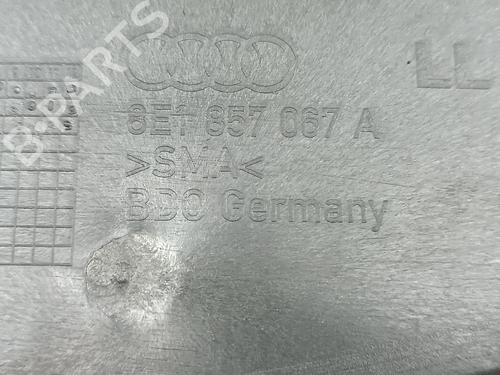 B-PARTS
LL
8E1 857 067 A
>SMA<
BDO Germany